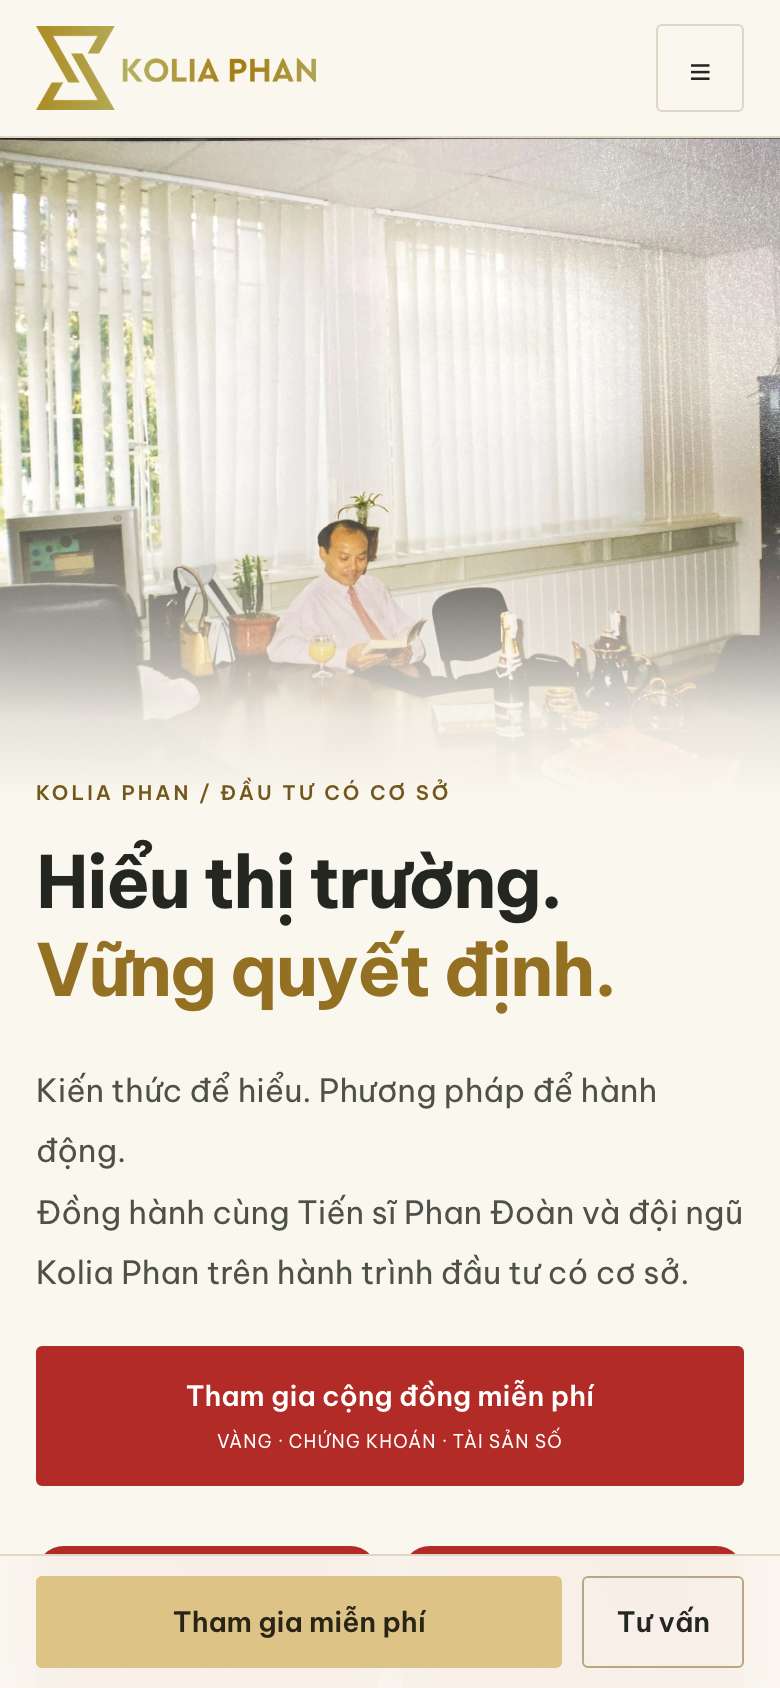 KOLIA PHAN
KOLIA PHAN / ĐẦU TƯ CÓ CƠ SỞ
Hiểu thị trường.
Vững quyết định.
Kiến thức để hiểu. Phương pháp để hành
động.
Đồng hành cùng Tiến sĩ Phan Đoàn và đội ngũ
Kolia Phan trên hành trình đầu tư có cơ sở.
Tham gia cộng đồng miễn phí
VÀNG · CHỨNG KHOÁN · TÀI SẢN SỐ
Tham gia miễn phí
Tư vấn